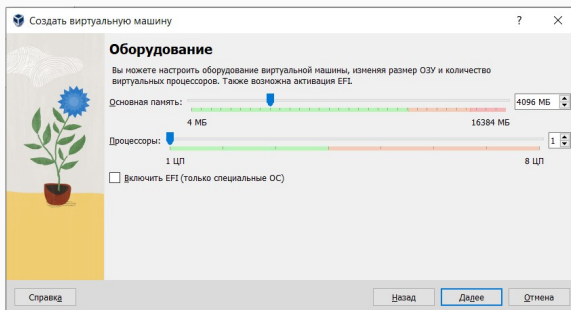 Создать виртуальную машину
?
Оборудование
Вы можете настроить оборудование виртуальной машины, изменяя размер ОЗУ и количество
виртуальных процессоров. Также возможна активация EFI.
Основная память:
4096 МБ
4 МБ
16384 МБ
Процессоры:
1
1 ЦП
8 ЦП
Включить EFI (только специальные ОС)
Справка
Назад
Далее
Отмена